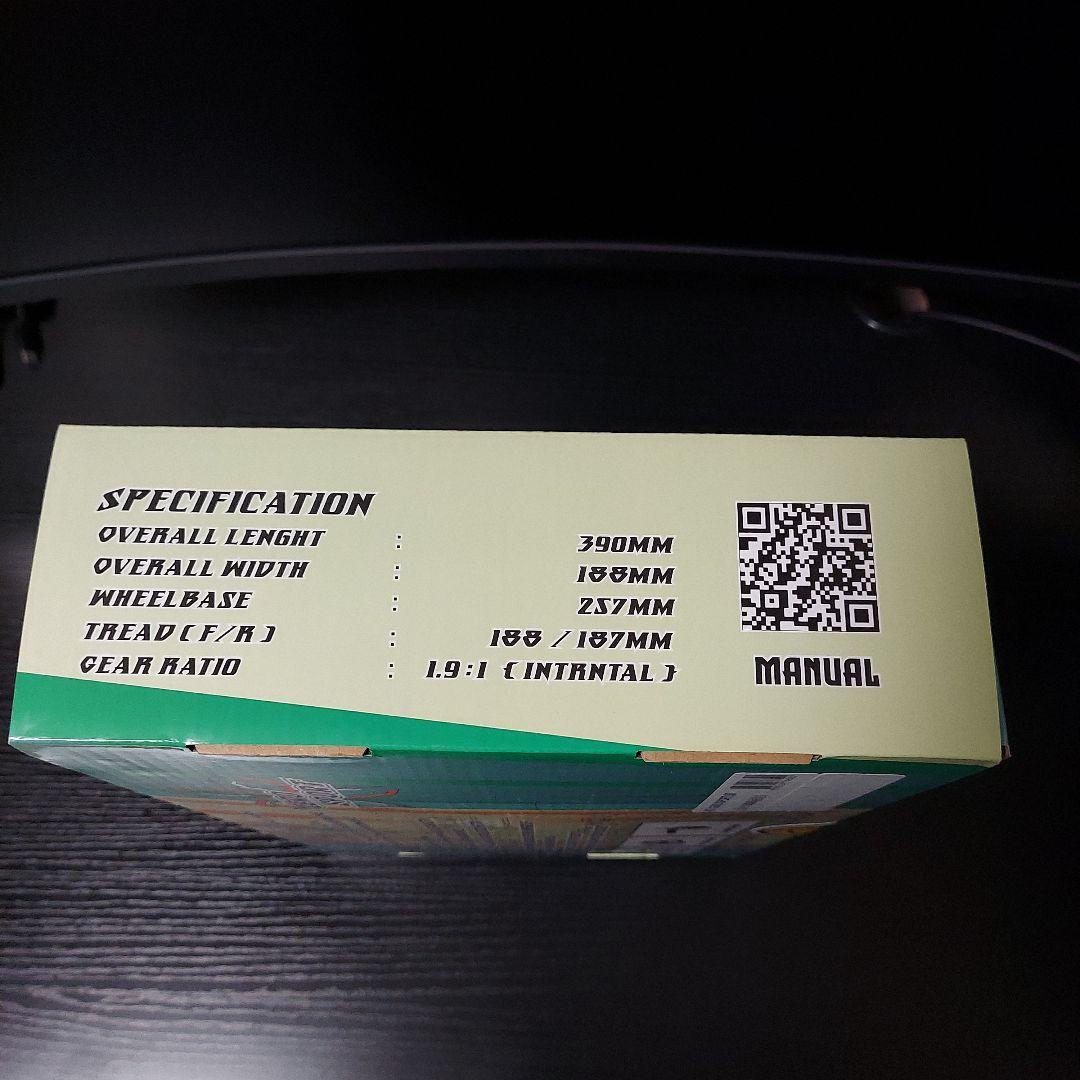 SPECIFICATION
OVERALL LENGHT : 390MM
OVERALL WIDTH : 188MM
WHEELBASE : 257MM
TREAD ( F/R ) : 188 / 187MM
GEAR RATIO : 1.9:1 ( INTRNTAL )
MANUAL